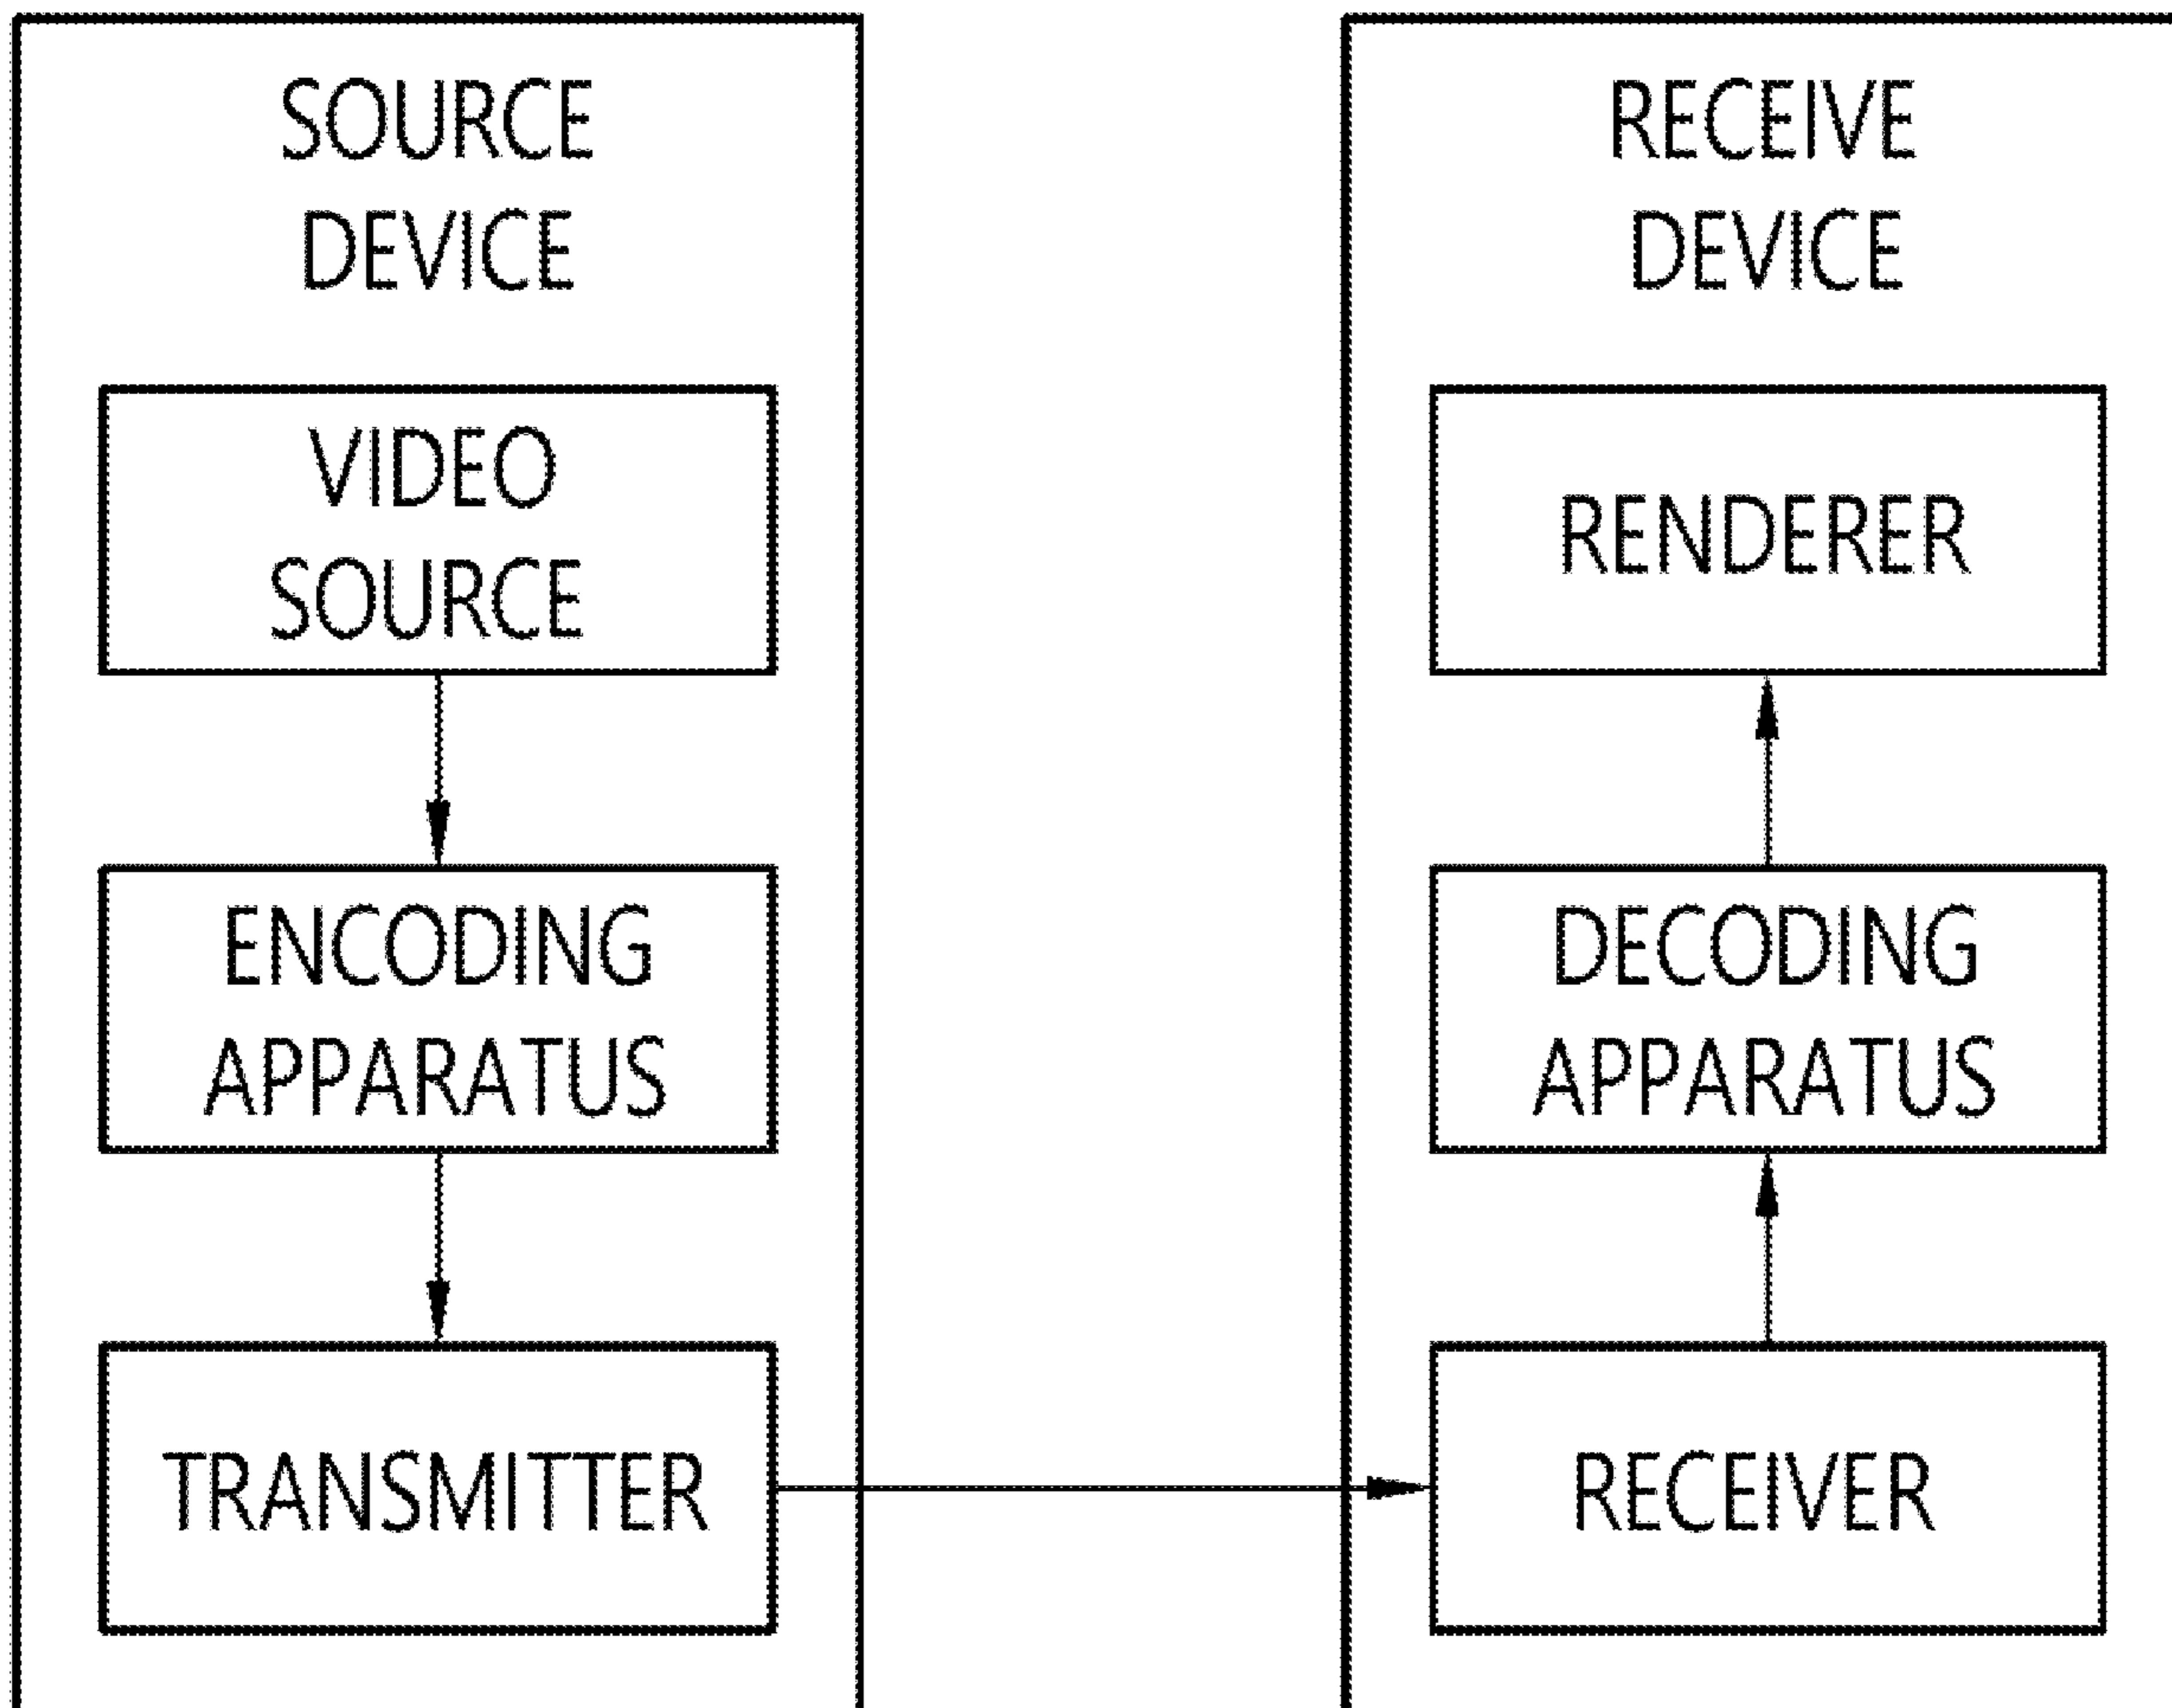 SOURCE
DEVICE
VIDEO
SOURCE
ENCODING
APPARATUS
TRANSMITTER
RECEIVE
DEVICE
RENDERER
DECODING
APPARATUS
RECEIVER